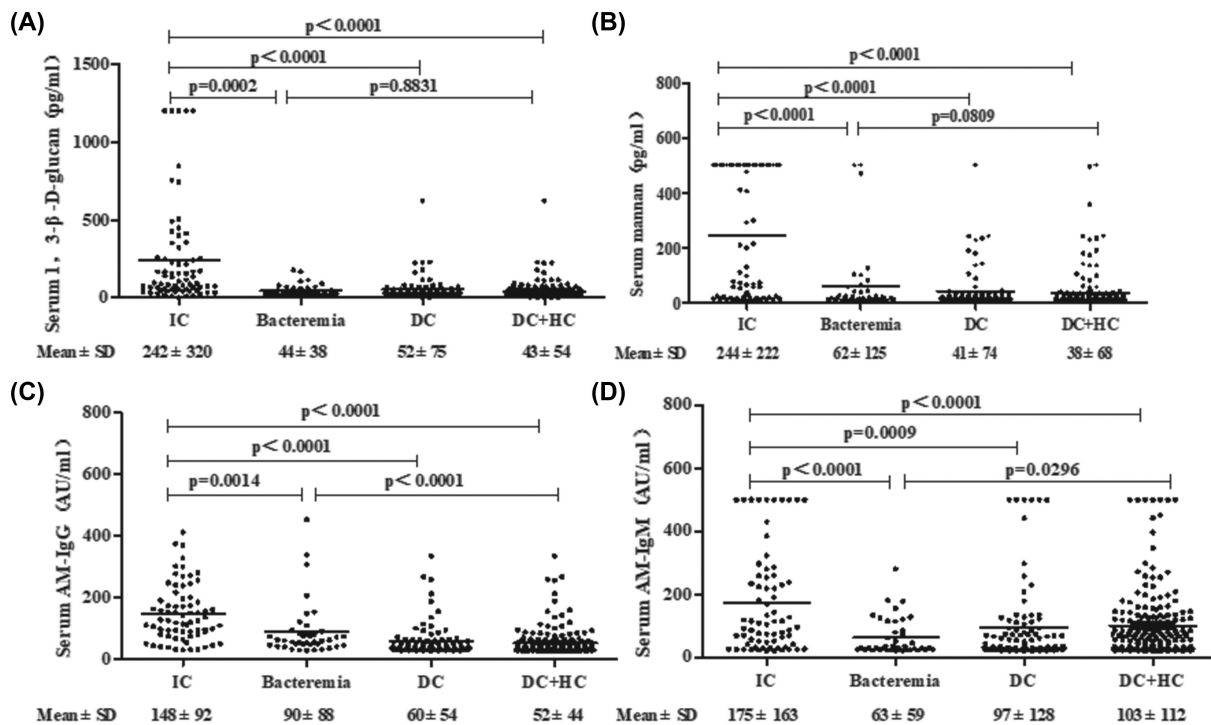 (A)
p＜0.0001
p＜0.0001
p=0.0002
p=0.8831
Serum 1，3-β-D-glucan (pg/ml)
1500
1000
500
0
IC
Bacteremia
DC
DC+HC
Mean± SD 242± 320 44± 38 52± 75 43± 54
(B)
p＜0.0001
p＜0.0001
p＜0.0001
p=0.0809
Serum mannan (pg/ml)
800
600
400
200
0
IC
Bacteremia
DC
DC+HC
Mean± SD 244± 222 62± 125 41± 74 38± 68
(C)
p＜0.0001
p＜0.0001
p=0.0014
p＜0.0001
Serum AM-IgG (AU/ml)
800
600
400
200
0
IC
Bacteremia
DC
DC+HC
Mean± SD 148± 92 90± 88 60± 54 52± 44
(D)
p＜0.0001
p=0.0009
p＜0.0001
p=0.0296
Serum AM-IgM (AU/ml)
800
600
400
200
0
IC
Bacteremia
DC
DC+HC
Mean± SD 175± 163 63± 59 97± 128 103± 112